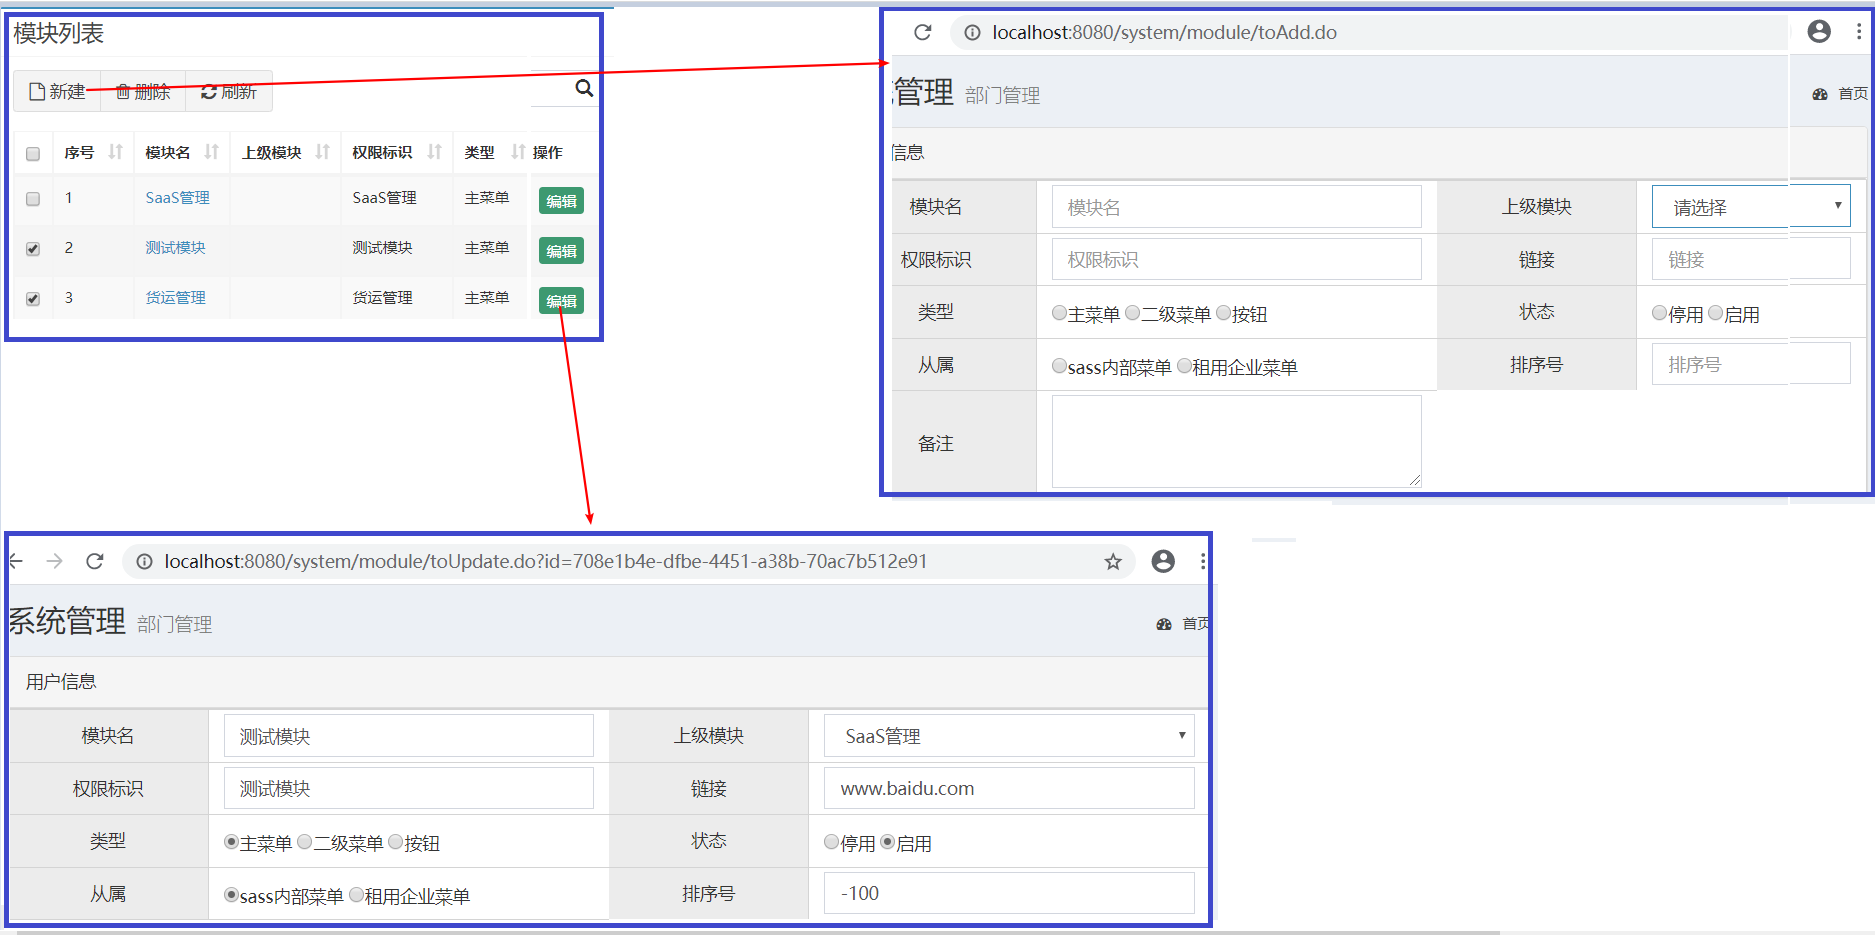 模块列表
新建 删除 刷新
序号 模块名 上级模块 权限标识 类型 操作
1 SaaS管理 SaaS管理 主菜单 编辑
2 测试模块 测试模块 主菜单 编辑
3 货运管理 货运管理 主菜单 编辑
localhost:8080/system/module/toAdd.do
管理 部门管理 首页
信息
模块名 模块名 上级模块 请选择
权限标识 权限标识 链接 链接
类型 主菜单 二级菜单 按钮 状态 停用 启用
从属 sass内部菜单 租用企业菜单 排序号 排序号
备注
localhost:8080/system/module/toUpdate.do?id=708e1b4e-dfbe-4451-a38b-70ac7b512e91
系统管理 部门管理 首页
用户信息
模块名 测试模块 上级模块 SaaS管理
权限标识 测试模块 链接 www.baidu.com
类型 主菜单 二级菜单 按钮 状态 停用 启用
从属 sass内部菜单 租用企业菜单 排序号 -100